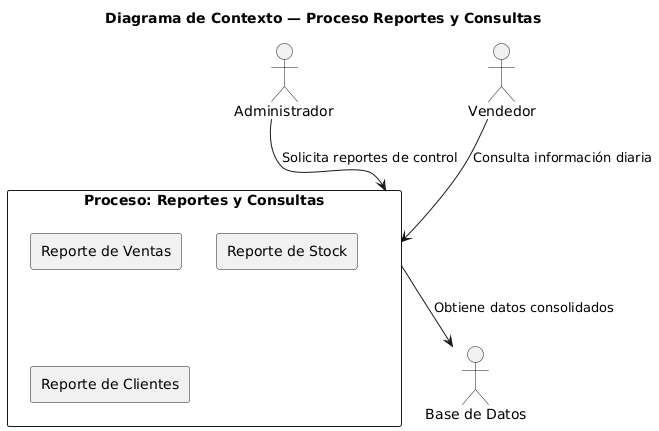 Diagrama de Contexto — Proceso Reportes y Consultas
Administrador
Vendedor
Solicita reportes de control
Consulta información diaria
Proceso: Reportes y Consultas
Reporte de Ventas
Reporte de Stock
Obtiene datos consolidados
Reporte de Clientes
Base de Datos